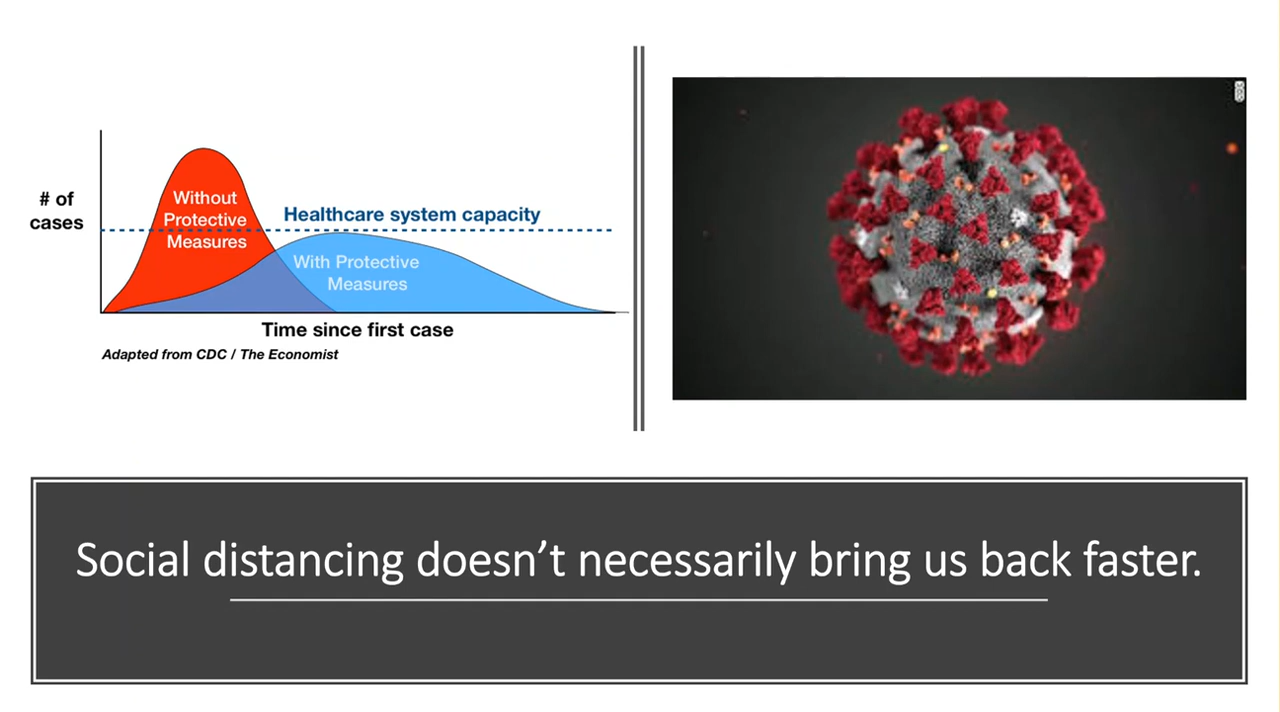 # of
cases
Without
Protective
Measures
Healthcare system capacity
With Protective
Measures
Time since first case
Adapted from CDC / The Economist
CDC
Social distancing doesn’t necessarily bring us back faster.